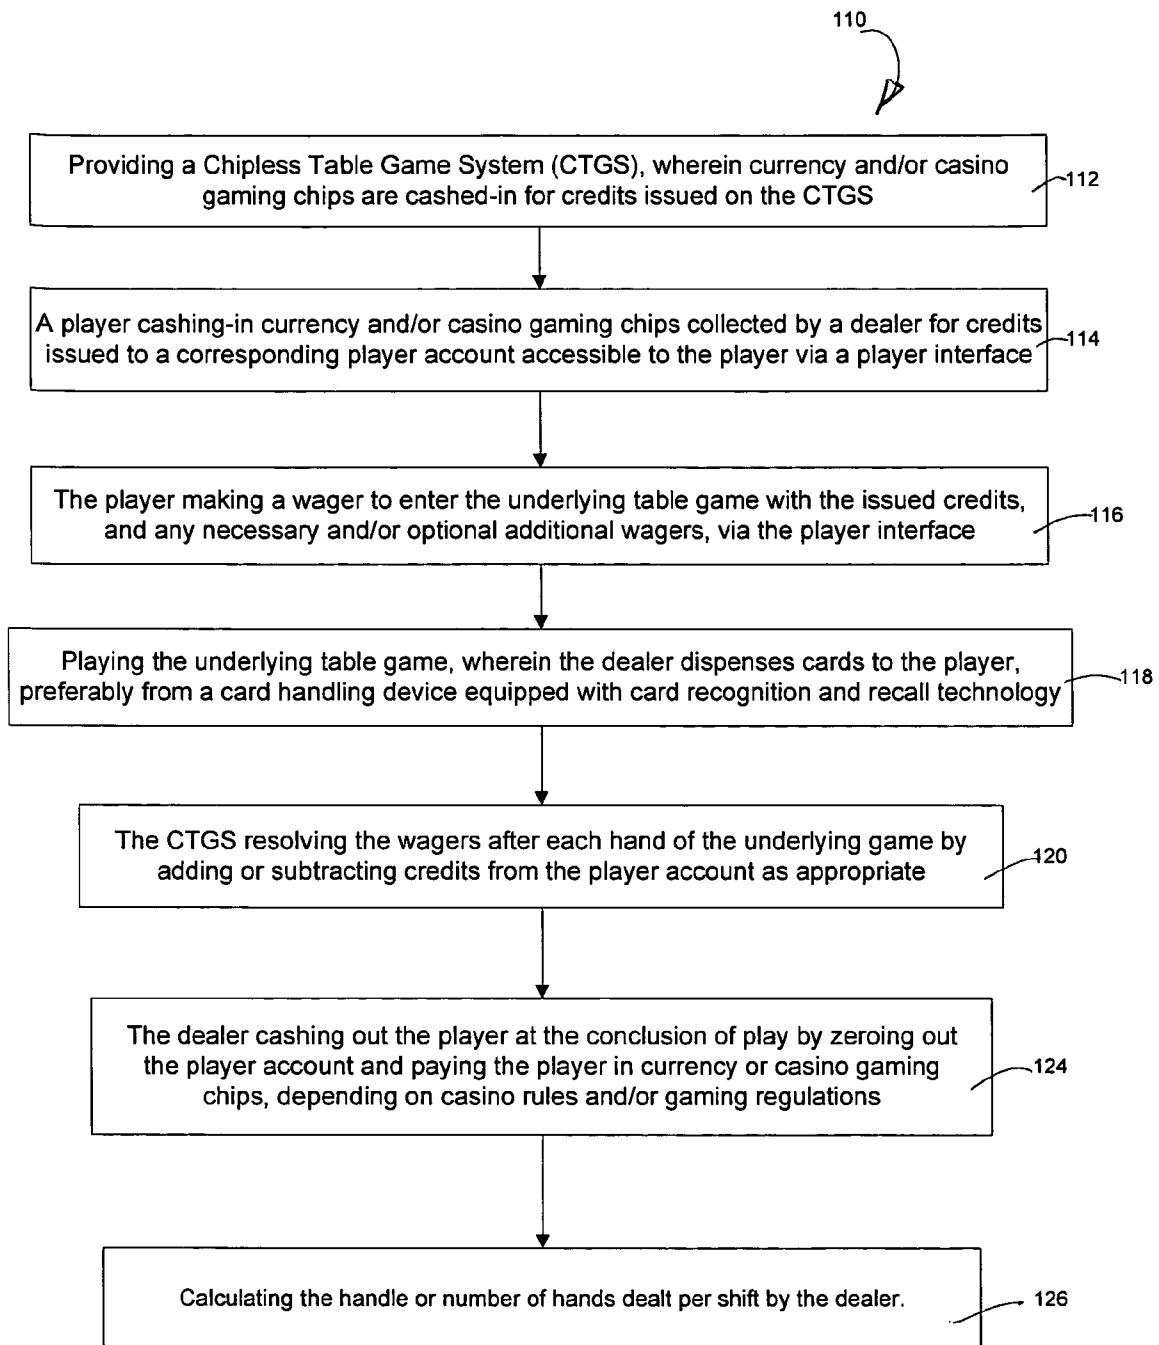 110
Providing a Chipless Table Game System (CTGS), wherein currency and/or casino
gaming chips are cashed-in for credits issued on the CTGS
112
A player cashing-in currency and/or casino gaming chips collected by a dealer for credits
issued to a corresponding player account accessible to the player via a player interface
114
The player making a wager to enter the underlying table game with the issued credits,
and any necessary and/or optional additional wagers, via the player interface
116
Playing the underlying table game, wherein the dealer dispenses cards to the player,
preferably from a card handling device equipped with card recognition and recall technology
118
The CTGS resolving the wagers after each hand of the underlying game by
adding or subtracting credits from the player account as appropriate
120
The dealer cashing out the player at the conclusion of play by zeroing out
the player account and paying the player in currency or casino gaming
chips, depending on casino rules and/or gaming regulations
124
Calculating the handle or number of hands dealt per shift by the dealer.
126